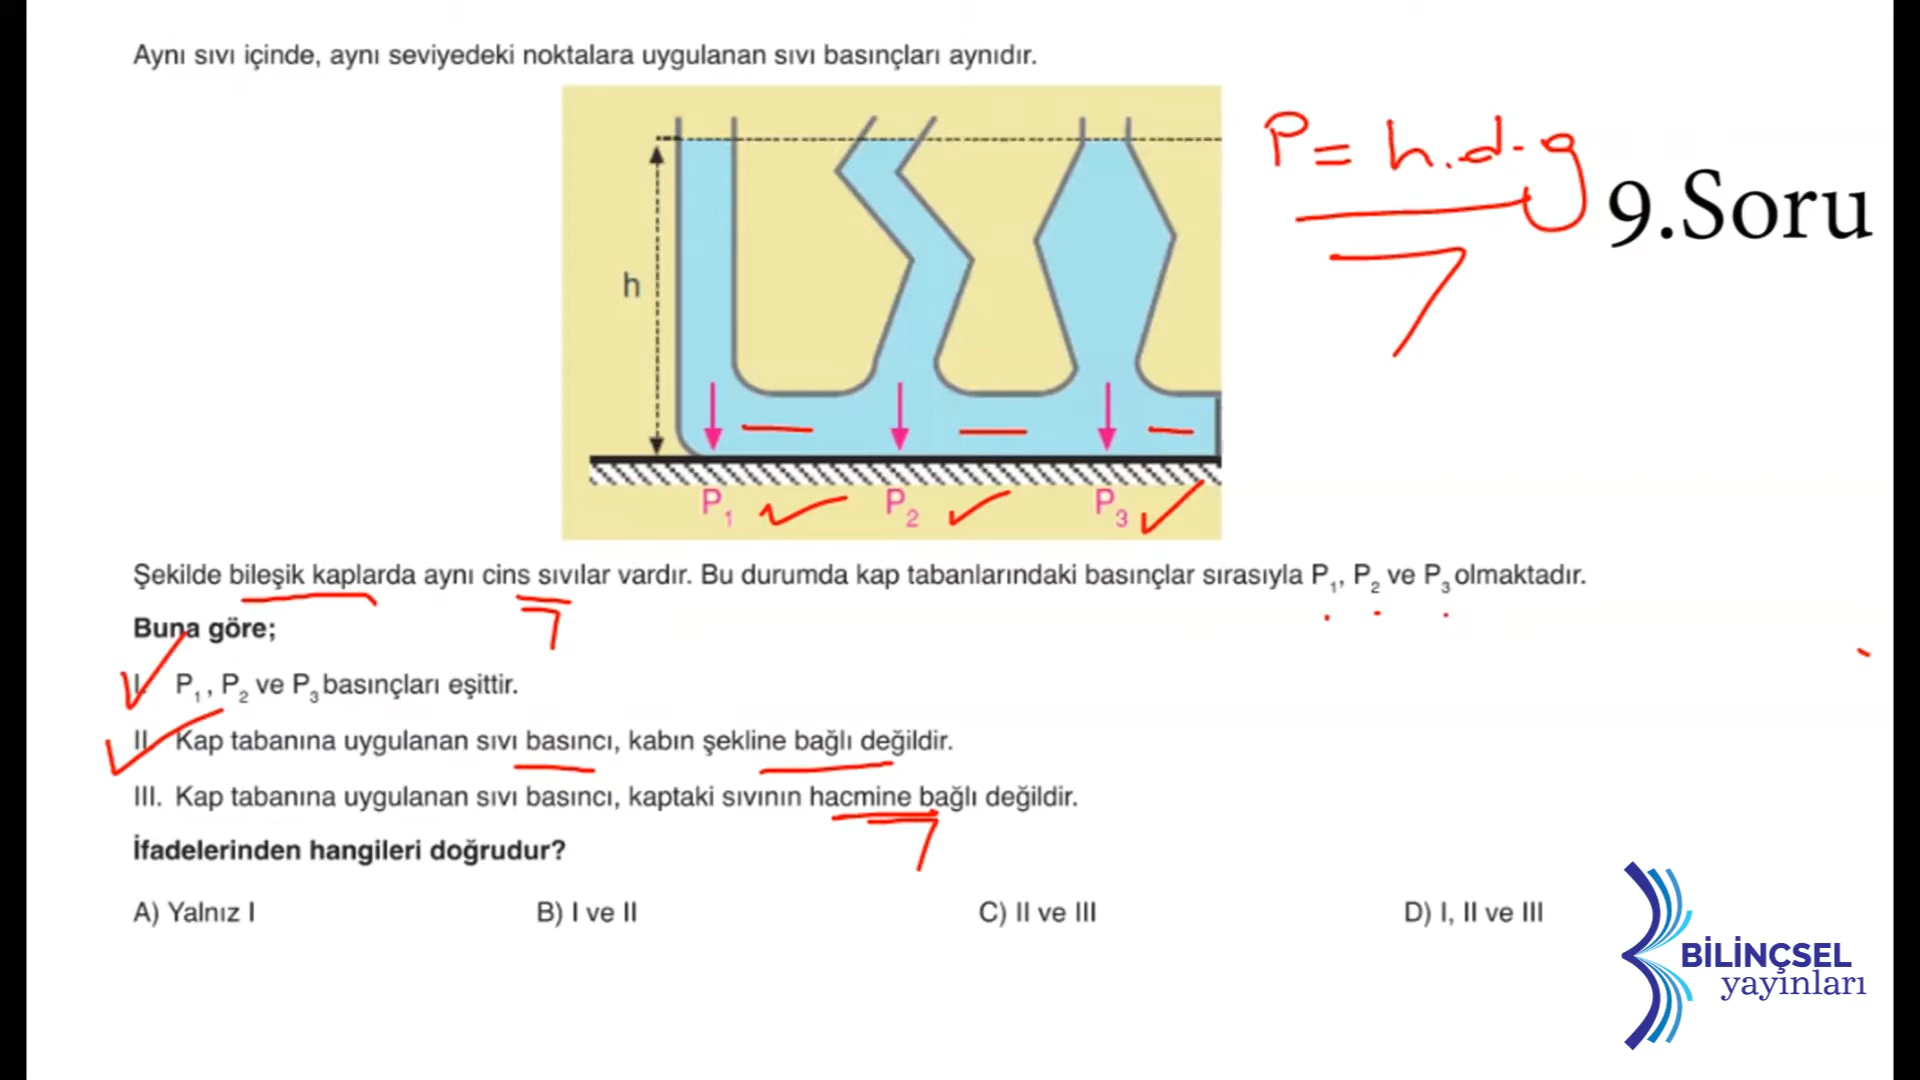 Aynı sıvı içinde, aynı seviyedeki noktalara uygulanan sıvı basınçları aynıdır.
P = h.d.g
9.Soru
h
P1 P2 P3
Şekilde bileşik kaplarda aynı cins sıvılar vardır. Bu durumda kap tabanlarındaki basınçlar sırasıyla P1, P2 ve P3 olmaktadır.
Buna göre;
I. P1, P2 ve P3 basınçları eşittir.
II. Kap tabanına uygulanan sıvı basıncı, kabın şekline bağlı değildir.
III. Kap tabanına uygulanan sıvı basıncı, kaptaki sıvının hacmine bağlı değildir.
İfadelerinden hangileri doğrudur?
A) Yalnız I B) I ve II C) II ve III D) I, II ve III
BİLİNÇSEL
yayınları